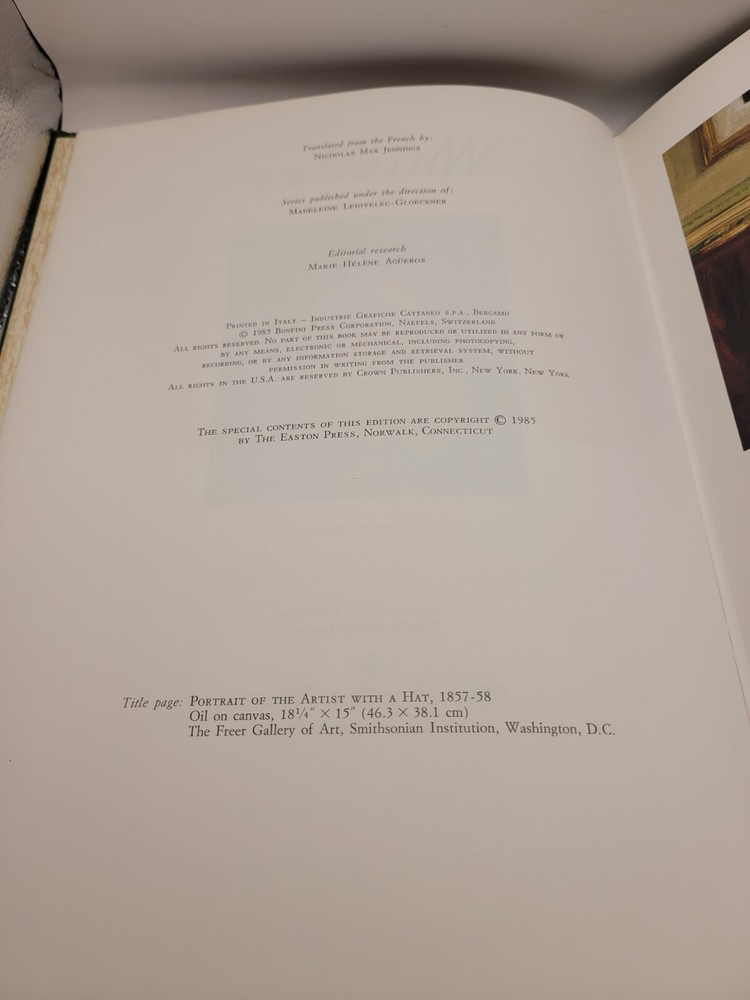 Translated from the French by:
Nicholas Max Jennings
Series published under the direction of:
Madeleine Ledivelec-Gloeckner
Editorial research
Marie-Hélène Agüeros
Printed in Italy – Industrie Grafiche Cattaneo s.p.a., Bergamo
© 1985 Bonfini Press Corporation, Naefels, Switzerland
All rights reserved. No part of this book may be reproduced or utilized in any form or
by any means, electronic or mechanical, including photocopying,
recording, or by any information storage and retrieval system, without
permission in writing from the publisher
All rights in the U.S.A. are reserved by Crown Publishers, Inc., New York, New York
The special contents of this edition are copyright © 1985
by The Easton Press, Norwalk, Connecticut
Title page: Portrait of the Artist with a Hat, 1857-58
Oil on canvas, 18¼″ × 15″ (46.3 × 38.1 cm)
The Freer Gallery of Art, Smithsonian Institution, Washington, D.C.